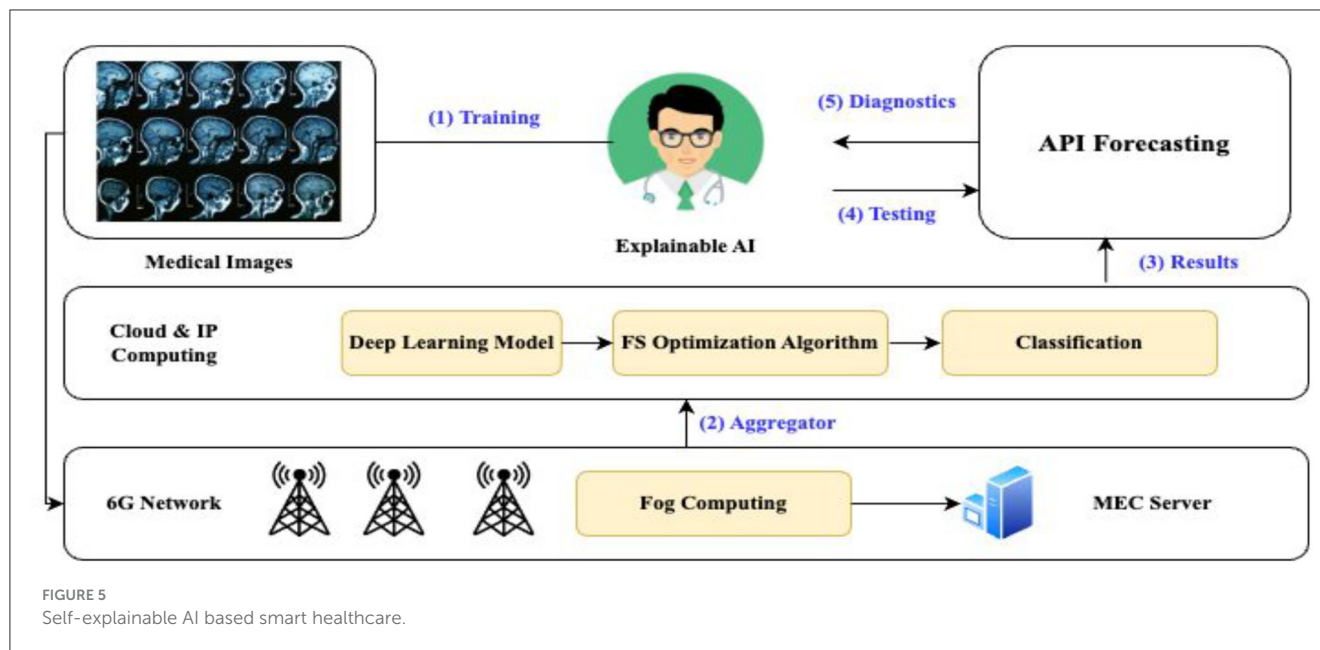 (1) Training
(5) Diagnostics
API Forecasting
(4) Testing
Medical Images
Explainable AI
(3) Results
Cloud & IP
Computing
Deep Learning Model
FS Optimization Algorithm
Classification
(2) Aggregator
6G Network
Fog Computing
MEC Server
FIGURE 5
Self-explainable AI based smart healthcare.